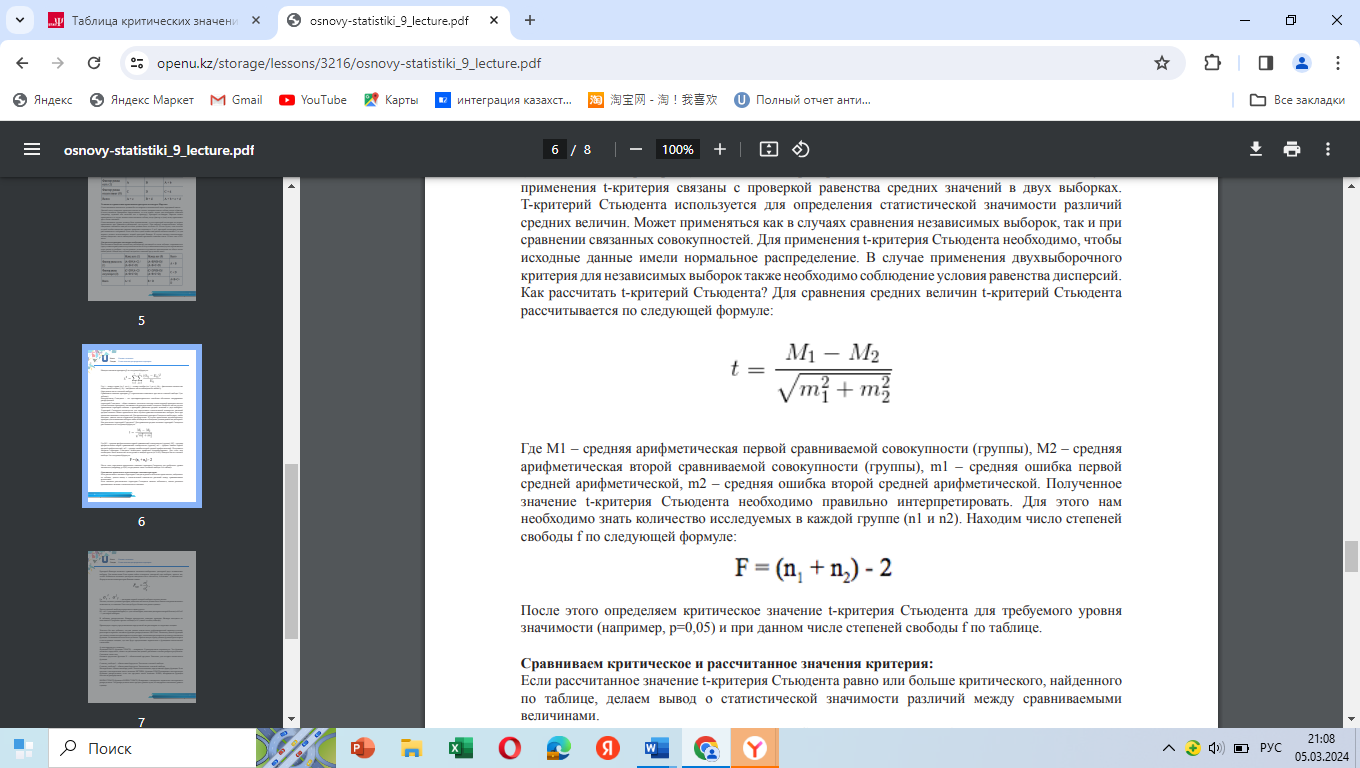 Таблица критических значени
osnovy-statistiki_9_lecture.pdf
openu.kz/storage/lessons/3216/osnovy-statistiki_9_lecture.pdf
Яндекс
Яндекс Маркет
Gmail
YouTube
Карты
интеграция казахст...
淘宝网 - 淘！我喜欢
Полный отчет анти...
Все закладки
osnovy-statistiki_9_lecture.pdf
6 / 8
100%
5
6
7
применения t-критерия связаны с проверкой равенства средних значений в двух выборках.
Т-критерий Стьюдента используется для определения статистической значимости различий
средних величин. Может применяться как в случаях сравнения независимых выборок, так и при
сравнении связанных совокупностей. Для применения t-критерия Стьюдента необходимо, чтобы
исходные данные имели нормальное распределение. В случае применения двухвыборочного
критерия для независимых выборок также необходимо соблюдение условия равенства дисперсий.
Как рассчитать t-критерий Стьюдента? Для сравнения средних величин t-критерий Стьюдента
рассчитывается по следующей формуле:
t = (M₁ − M₂) / √(m₁² + m₂²)
Где М1 – средняя арифметическая первой сравниваемой совокупности (группы), М2 – средняя
арифметическая второй сравниваемой совокупности (группы), m1 – средняя ошибка первой
средней арифметической, m2 – средняя ошибка второй средней арифметической. Полученное
значение t-критерия Стьюдента необходимо правильно интерпретировать. Для этого нам
необходимо знать количество исследуемых в каждой группе (n1 и n2). Находим число степеней
свободы f по следующей формуле:
F = (n₁ + n₂) - 2
После этого определяем критическое значение t-критерия Стьюдента для требуемого уровня
значимости (например, p=0,05) и при данном числе степеней свободы f по таблице.
Сравниваем критическое и рассчитанное значения критерия:
Если рассчитанное значение t-критерия Стьюдента равно или больше критического, найденного
по таблице, делаем вывод о статистической значимости различий между сравниваемыми
величинами.
Поиск
РУС
21:08
05.03.2024